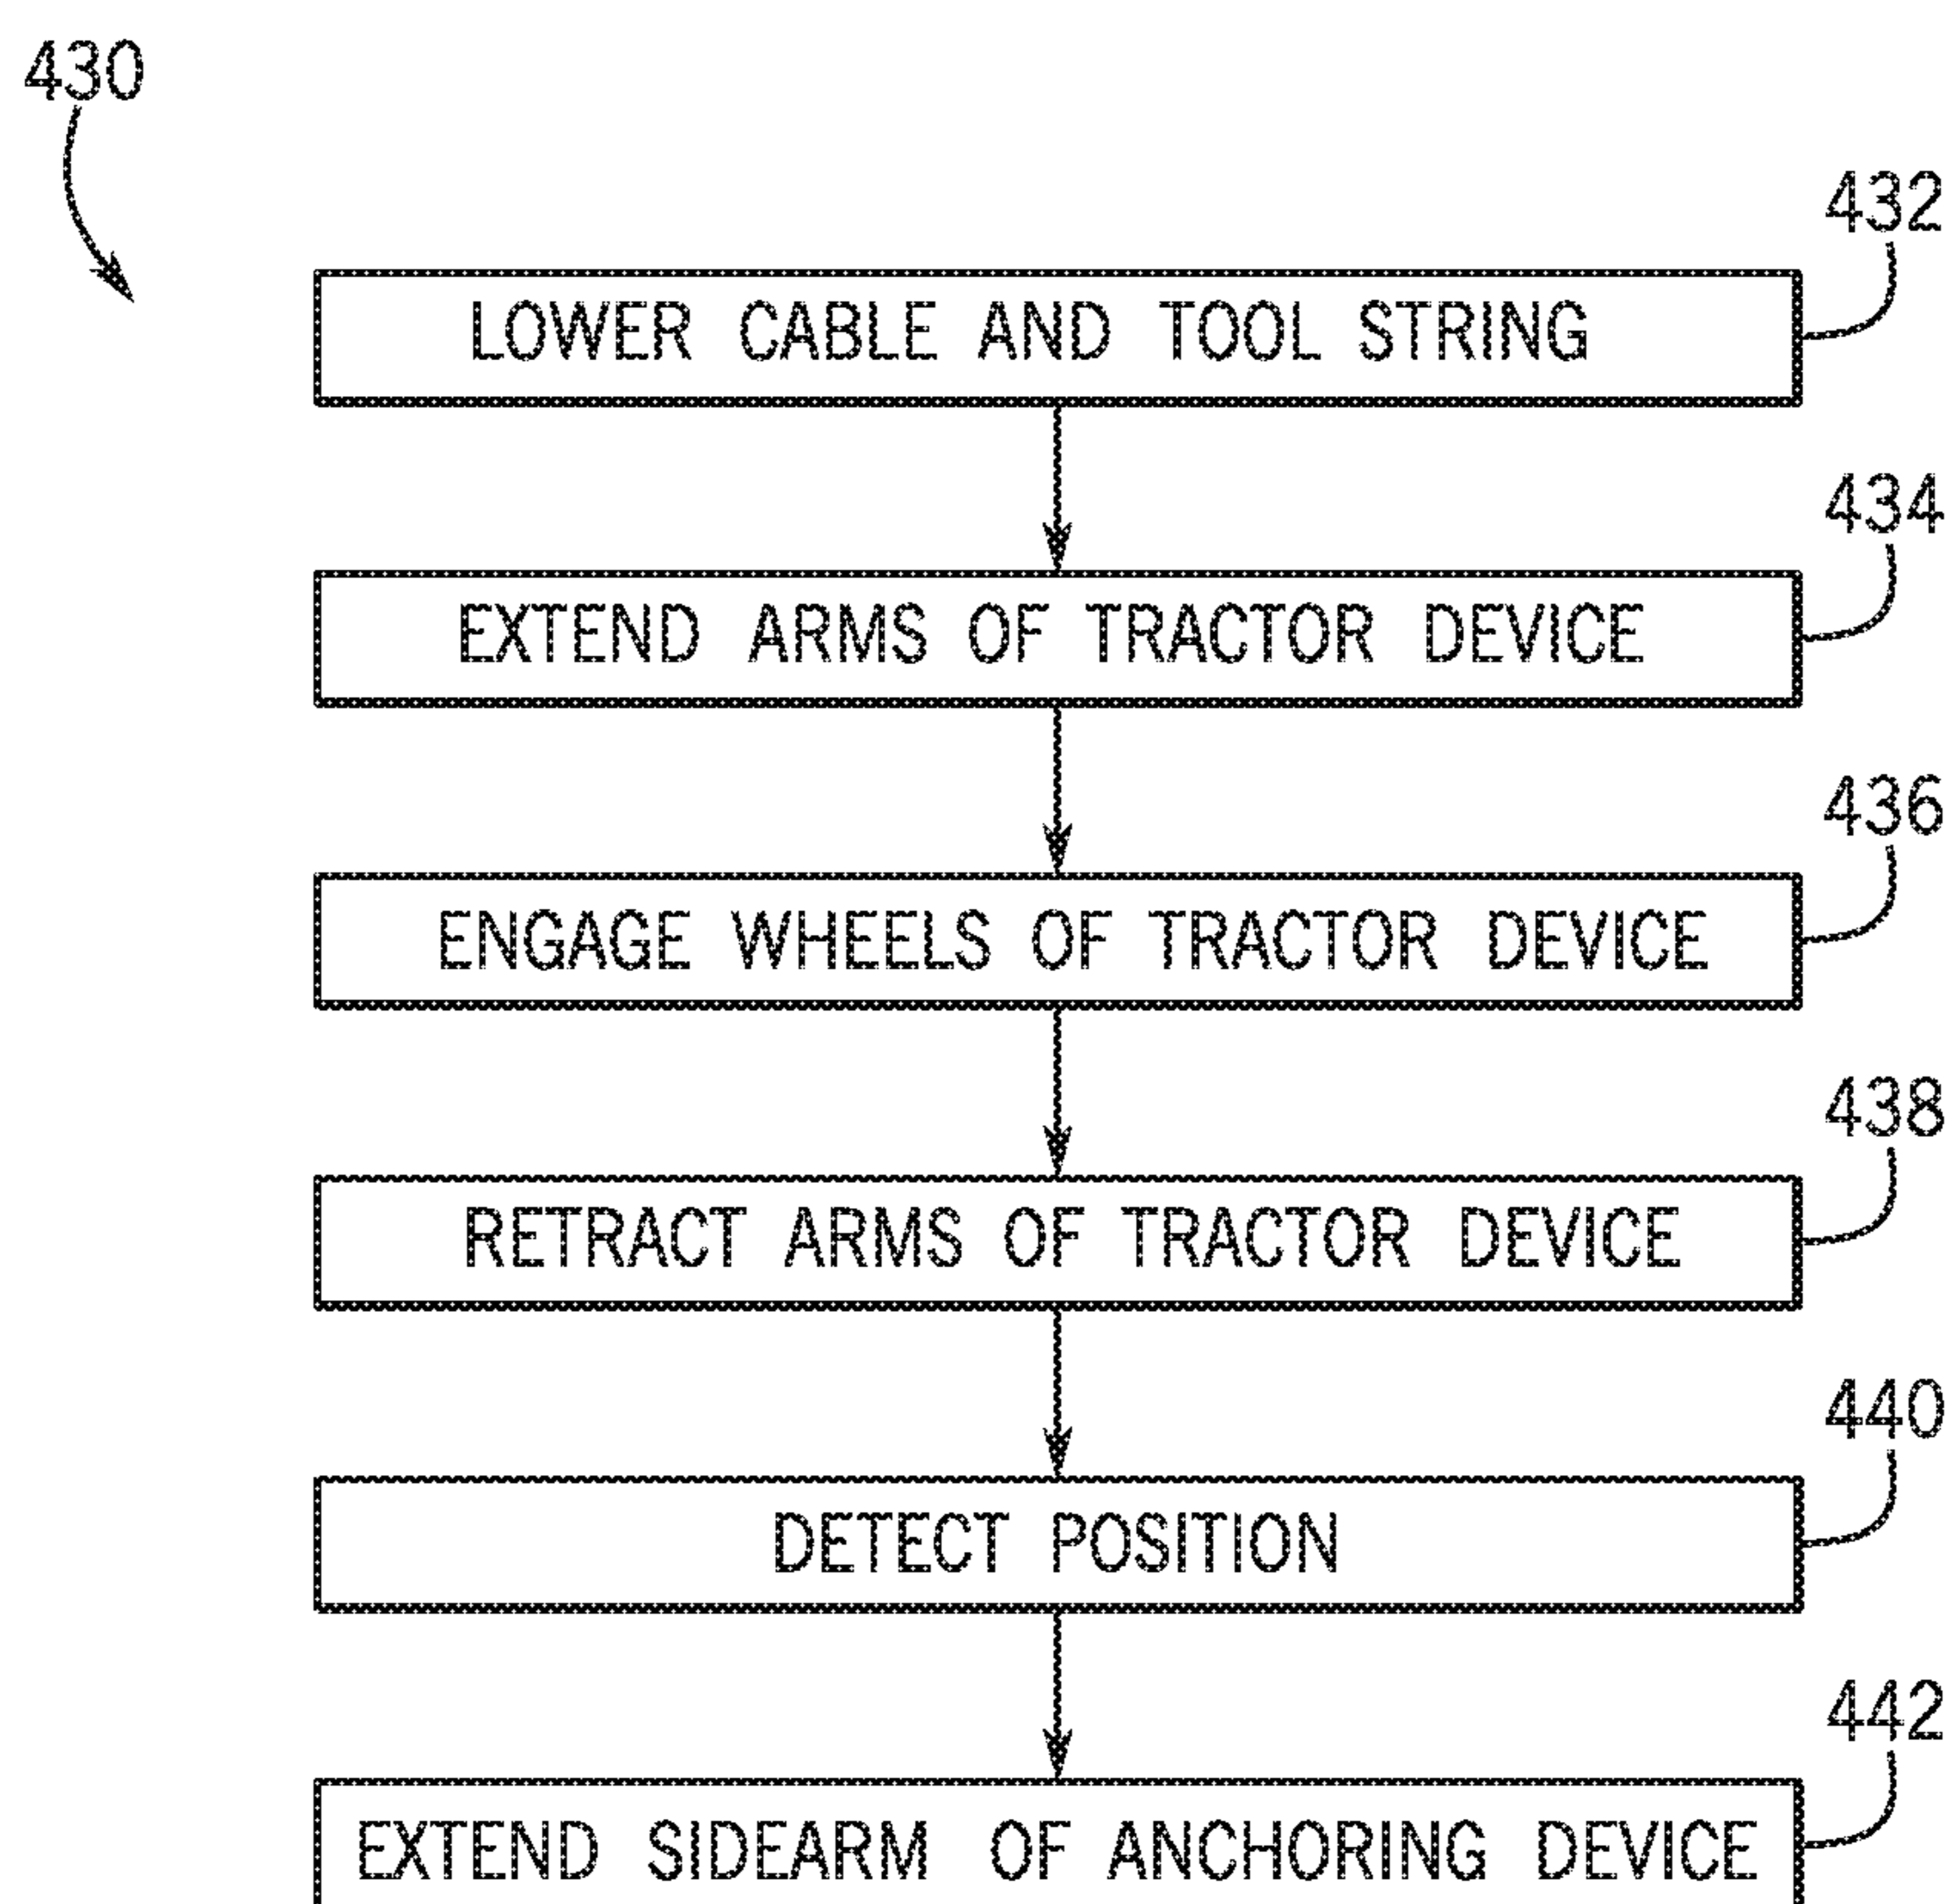 430
432
LOWER CABLE AND TOOL STRING
434
EXTEND ARMS OF TRACTOR DEVICE
436
ENGAGE WHEELS OF TRACTOR DEVICE
438
RETRACT ARMS OF TRACTOR DEVICE
440
DETECT POSITION
442
EXTEND SIDEARM OF ANCHORING DEVICE